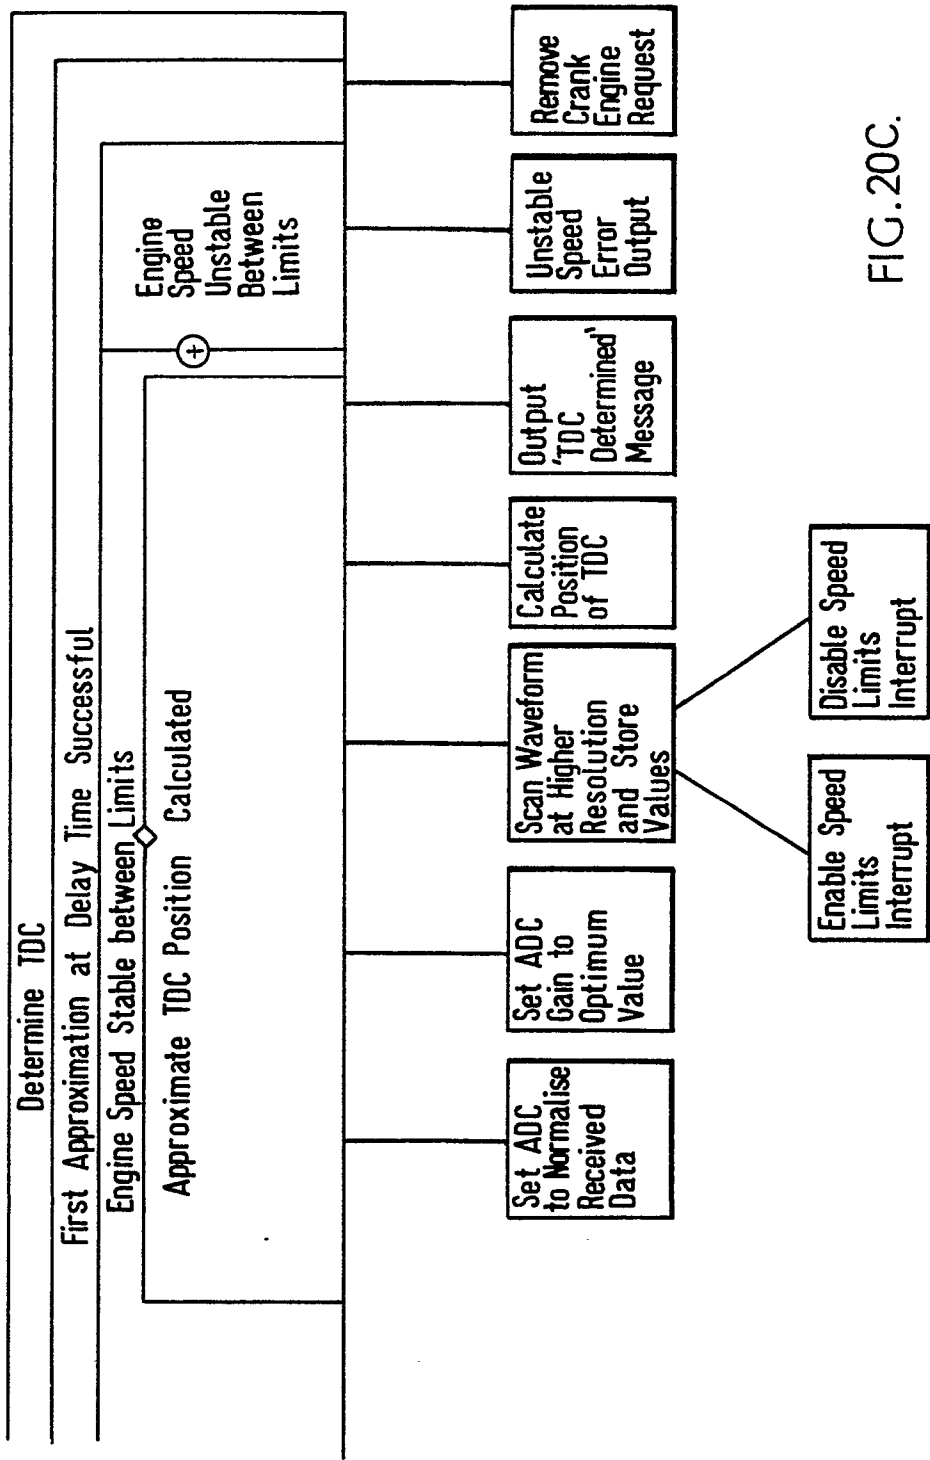 Determine TDC
First Approximation at Delay Time Successful
Engine Speed Stable between Limits
Approximate TDC Position Calculated
Engine
Speed
Unstable
Between
Limits
+
Set ADC
to Normalise
Received
Data
Set ADC
Gain to
Optimum
Value
Scan Waveform
at Higher
Resolution
and Store
Values
Calculate
Position
of TDC
Output
'TDC
Determined'
Message
Unstable
Speed
Error
Output
Remove
Crank
Engine
Request
Enable Speed
Limits
Interrupt
Disable Speed
Limits
Interrupt
FIG.20C.